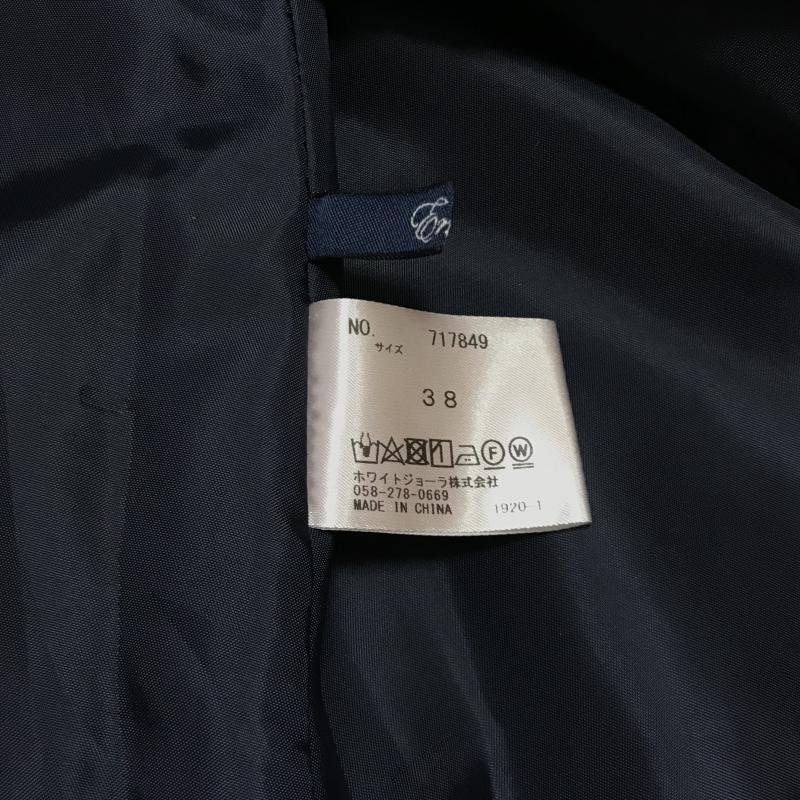 NO. 717849
サイズ
38
F W
ホワイトジョーラ株式会社
058-278-0669
MADE IN CHINA 1920-1